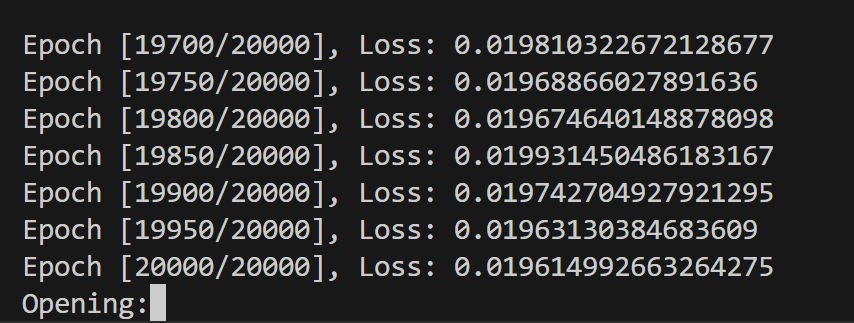 Epoch [19700/20000], Loss: 0.019810322672128677
Epoch [19750/20000], Loss: 0.01968866027891636
Epoch [19800/20000], Loss: 0.019674640148878098
Epoch [19850/20000], Loss: 0.019931450486183167
Epoch [19900/20000], Loss: 0.019742704927921295
Epoch [19950/20000], Loss: 0.01963130384683609
Epoch [20000/20000], Loss: 0.019614992663264275
Opening: